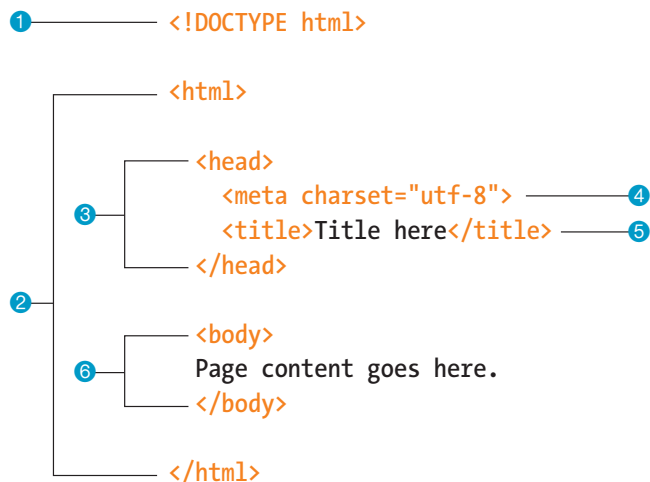 1 <!DOCTYPE html>
<html>
<head>
<meta charset="utf-8"> 4
3
<title>Title here</title> 5
</head>
2
<body>
6 Page content goes here.
</body>
</html>